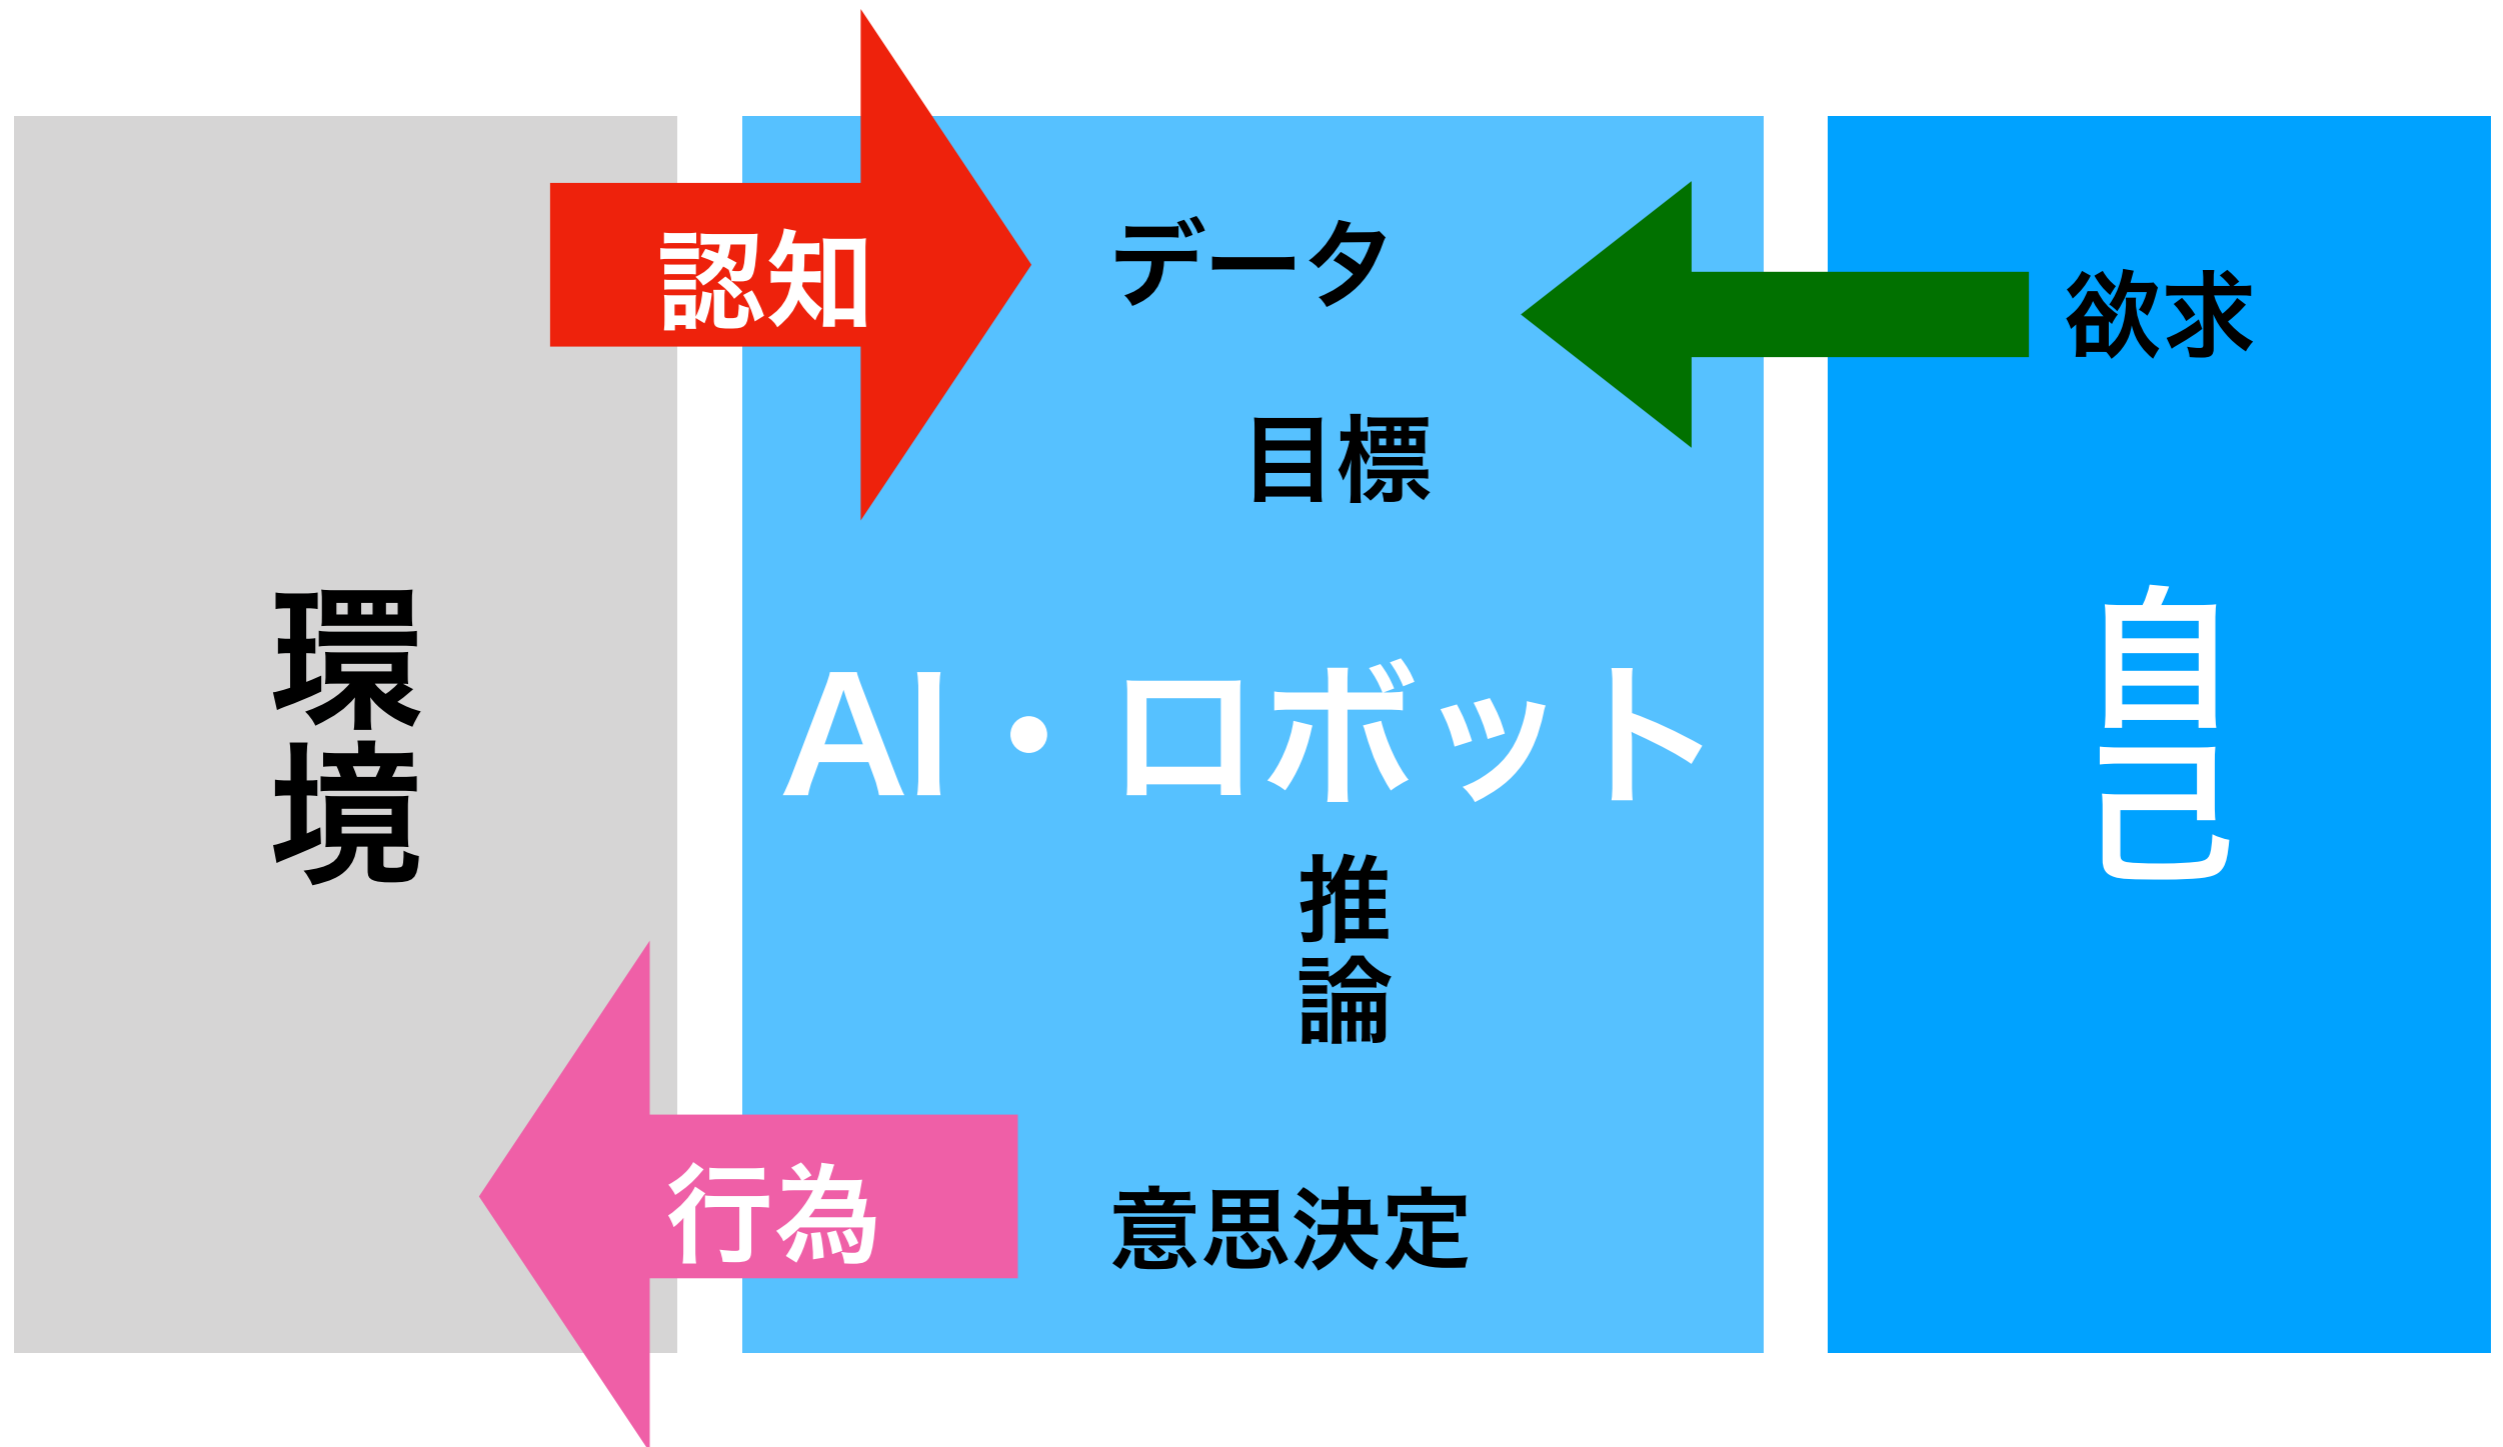 認知
データ
欲求
目標
環境
AI・ロボット
自己
推論
行為
意思決定